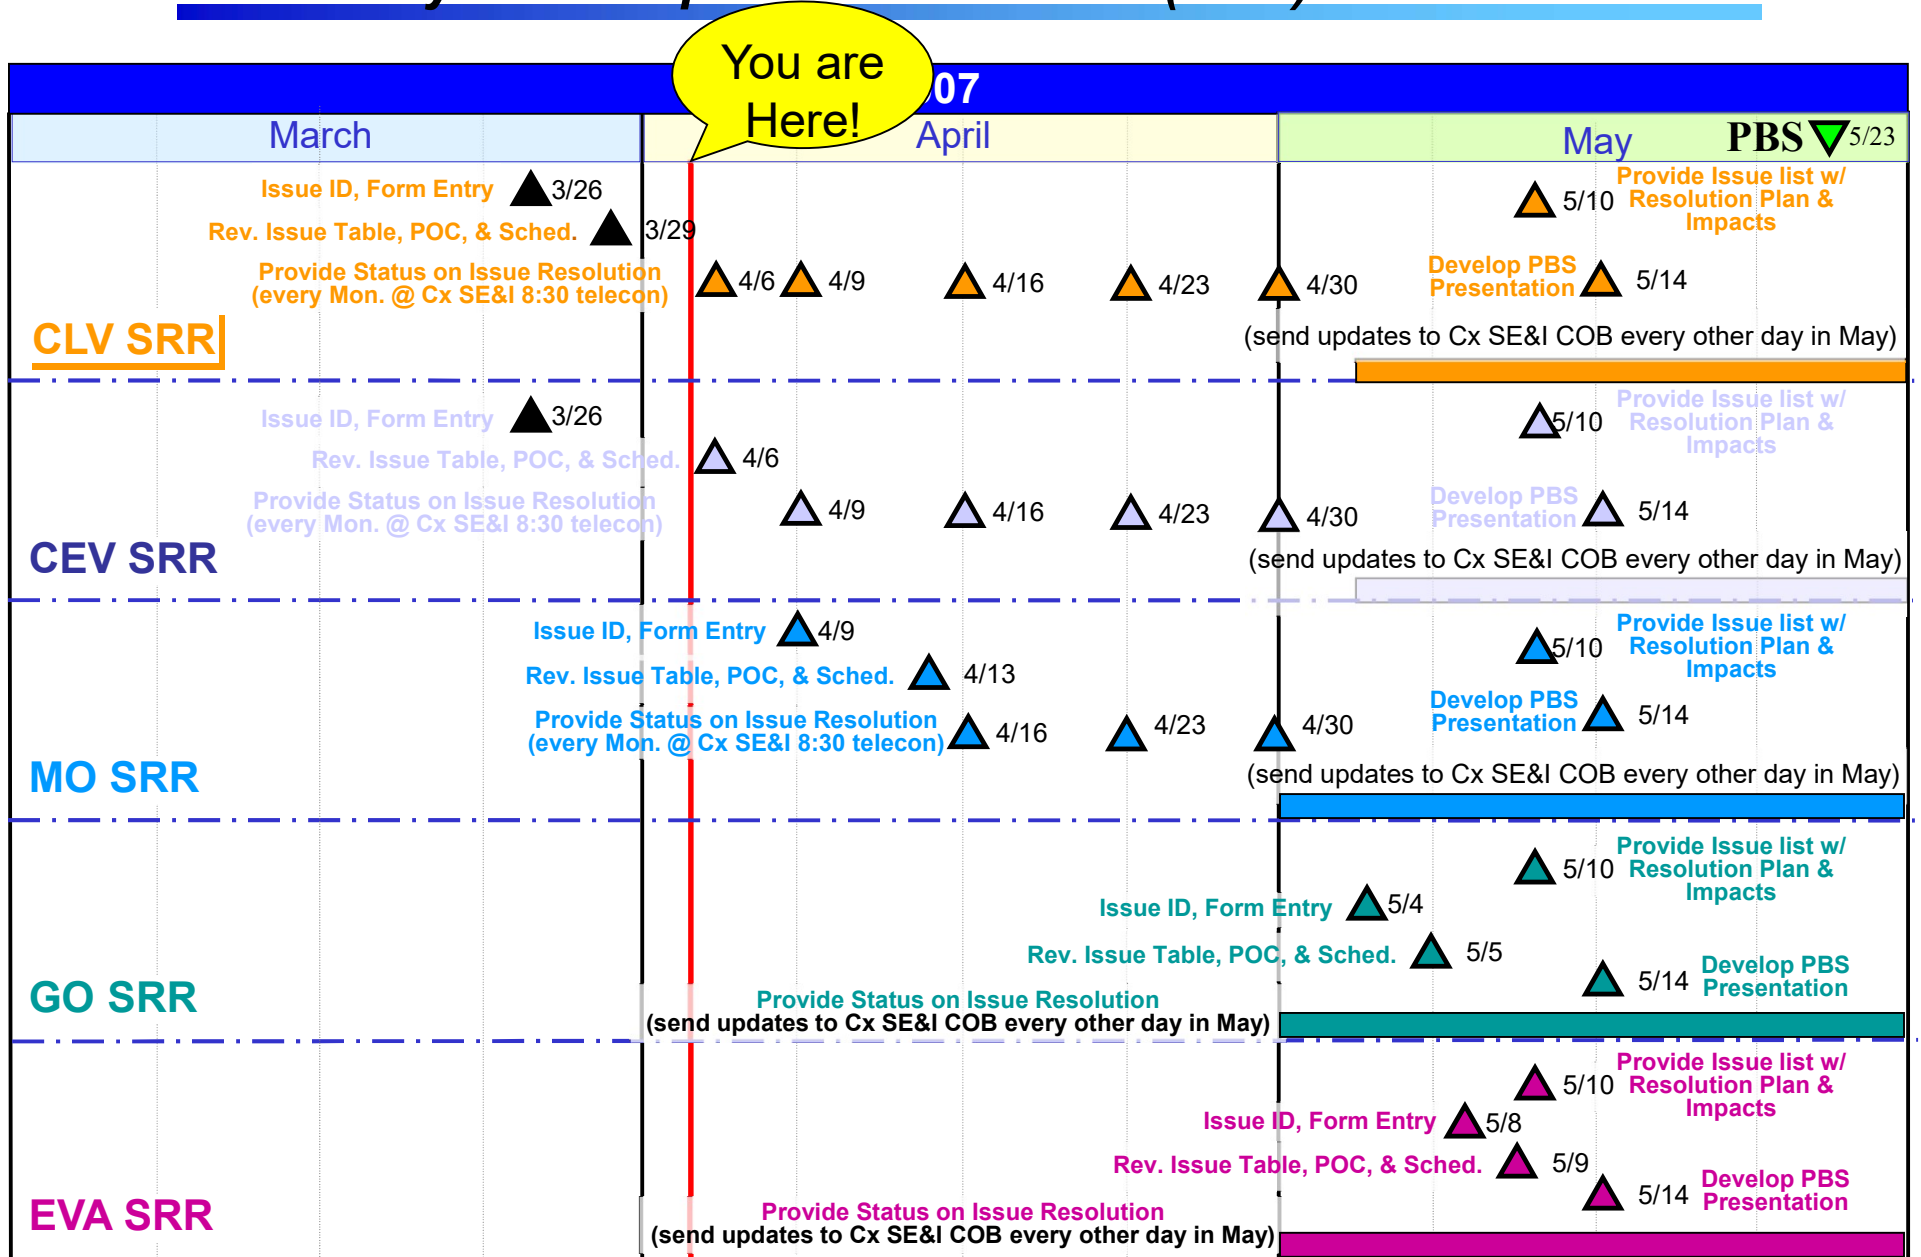 You are
Here!
07
March
April
May
PBS
5/23
Issue ID, Form Entry
3/26
Rev. Issue Table, POC, & Sched.
3/29
Provide Status on Issue Resolution
(every Mon. @ Cx SE&I 8:30 telecon)
4/6
4/9
4/16
4/23
4/30
5/10
Provide Issue list w/
Resolution Plan &
Impacts
Develop PBS
Presentation
5/14
(send updates to Cx SE&I COB every other day in May)
CLV SRR
Issue ID, Form Entry
3/26
Rev. Issue Table, POC, & Sched.
4/6
Provide Status on Issue Resolution
(every Mon. @ Cx SE&I 8:30 telecon)
4/9
4/16
4/23
4/30
5/10
Provide Issue list w/
Resolution Plan &
Impacts
Develop PBS
Presentation
5/14
(send updates to Cx SE&I COB every other day in May)
CEV SRR
Issue ID, Form Entry
4/9
Rev. Issue Table, POC, & Sched.
4/13
Provide Status on Issue Resolution
(every Mon. @ Cx SE&I 8:30 telecon)
4/16
4/23
4/30
5/10
Provide Issue list w/
Resolution Plan &
Impacts
Develop PBS
Presentation
5/14
(send updates to Cx SE&I COB every other day in May)
MO SRR
5/10
Provide Issue list w/
Resolution Plan &
Impacts
Issue ID, Form Entry
5/4
Rev. Issue Table, POC, & Sched.
5/5
5/14
Develop PBS
Presentation
Provide Status on Issue Resolution
(send updates to Cx SE&I COB every other day in May)
GO SRR
5/10
Provide Issue list w/
Resolution Plan &
Impacts
Issue ID, Form Entry
5/8
Rev. Issue Table, POC, & Sched.
5/9
5/14
Develop PBS
Presentation
Provide Status on Issue Resolution
(send updates to Cx SE&I COB every other day in May)
EVA SRR